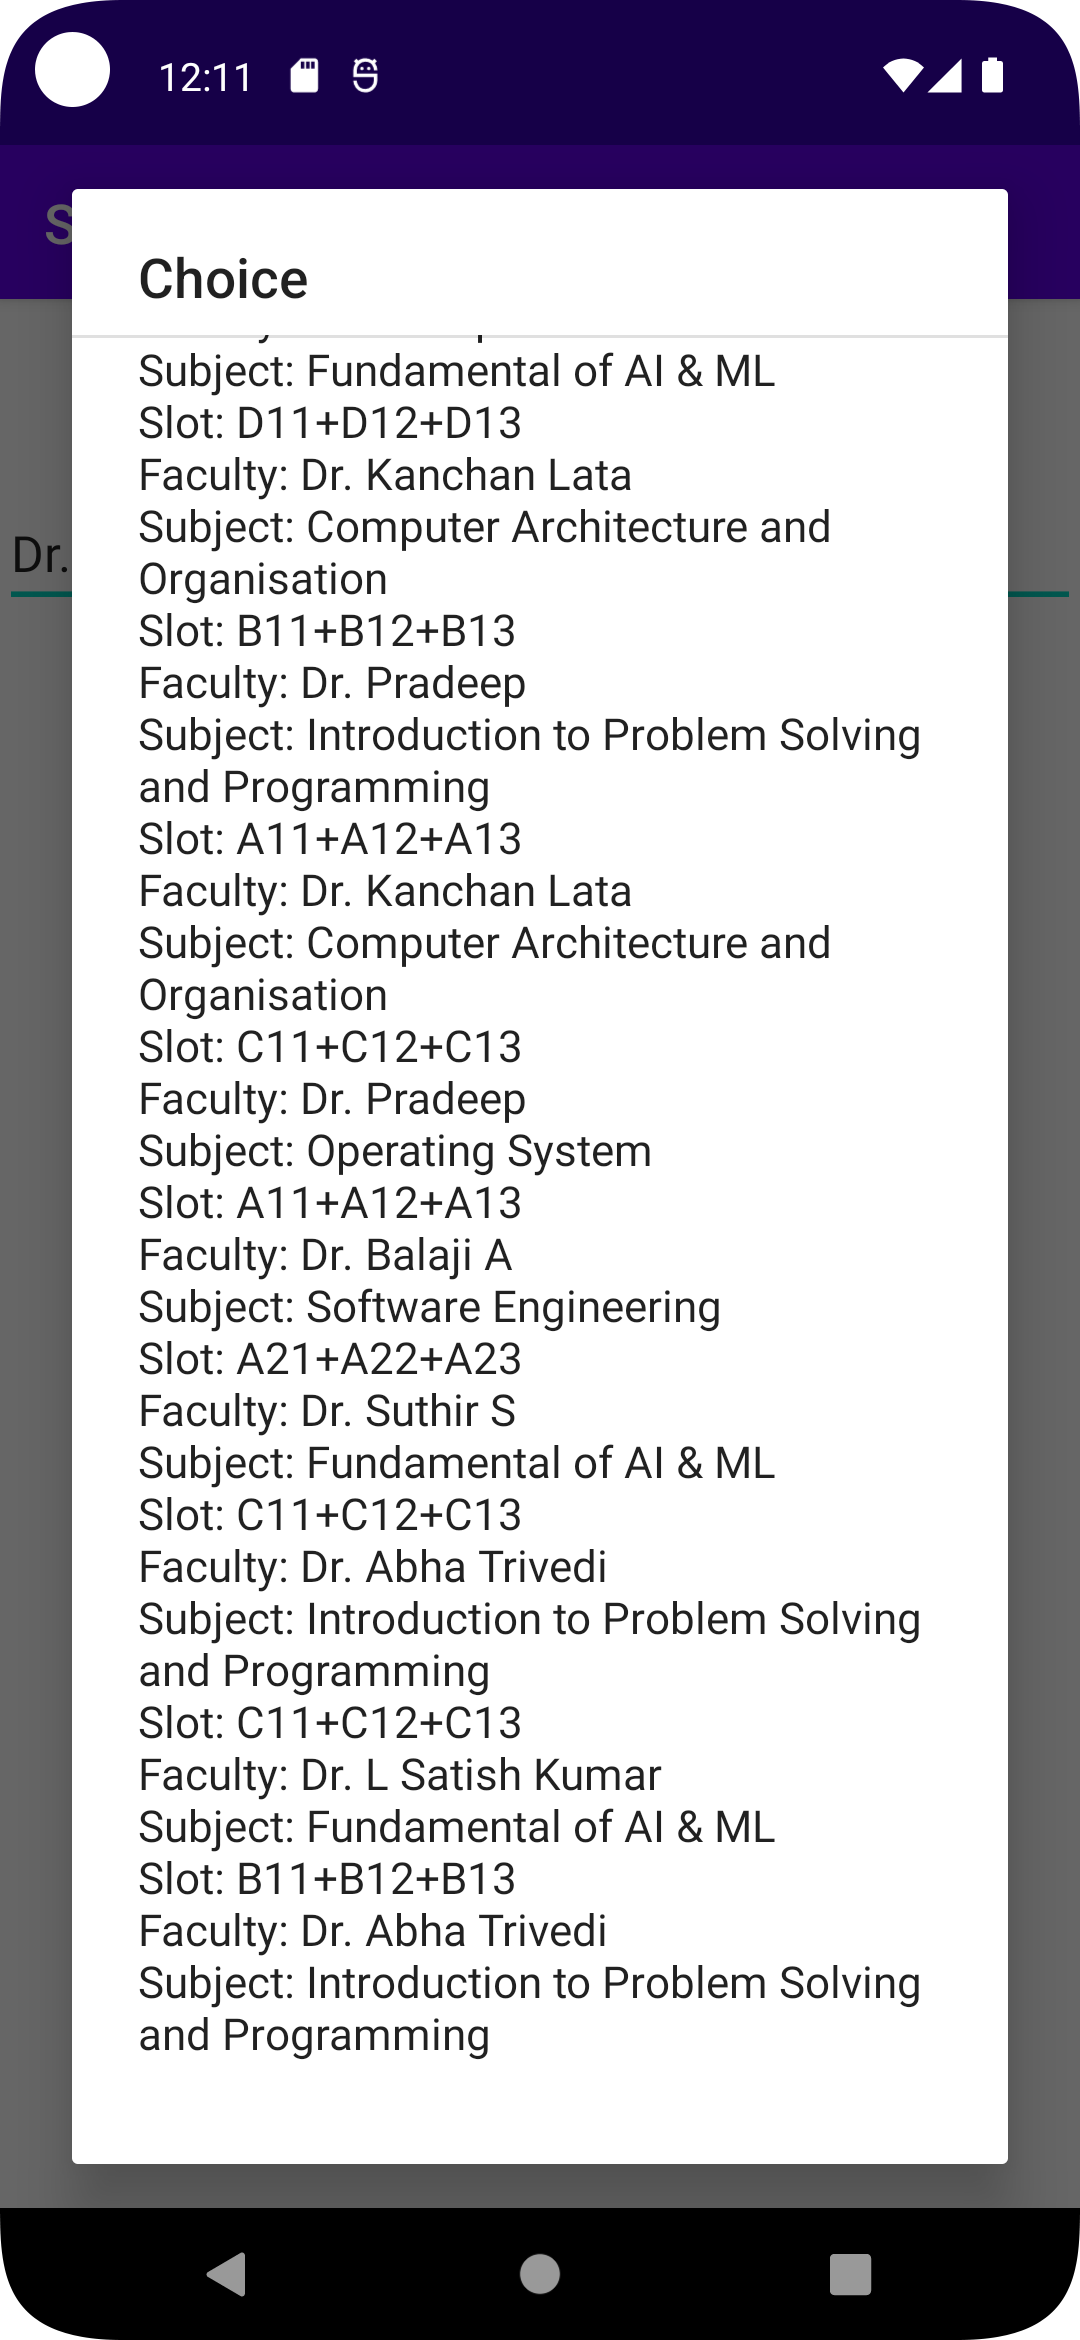 12:11
S
Choice
Subject: Fundamental of AI & ML
Slot: D11+D12+D13
Faculty: Dr. Kanchan Lata
Subject: Computer Architecture and
Organisation
Slot: B11+B12+B13
Faculty: Dr. Pradeep
Subject: Introduction to Problem Solving
and Programming
Slot: A11+A12+A13
Faculty: Dr. Kanchan Lata
Subject: Computer Architecture and
Organisation
Slot: C11+C12+C13
Faculty: Dr. Pradeep
Subject: Operating System
Slot: A11+A12+A13
Faculty: Dr. Balaji A
Subject: Software Engineering
Slot: A21+A22+A23
Faculty: Dr. Suthir S
Subject: Fundamental of AI & ML
Slot: C11+C12+C13
Faculty: Dr. Abha Trivedi
Subject: Introduction to Problem Solving
and Programming
Slot: C11+C12+C13
Faculty: Dr. L Satish Kumar
Subject: Fundamental of AI & ML
Slot: B11+B12+B13
Faculty: Dr. Abha Trivedi
Subject: Introduction to Problem Solving
and Programming
Dr.